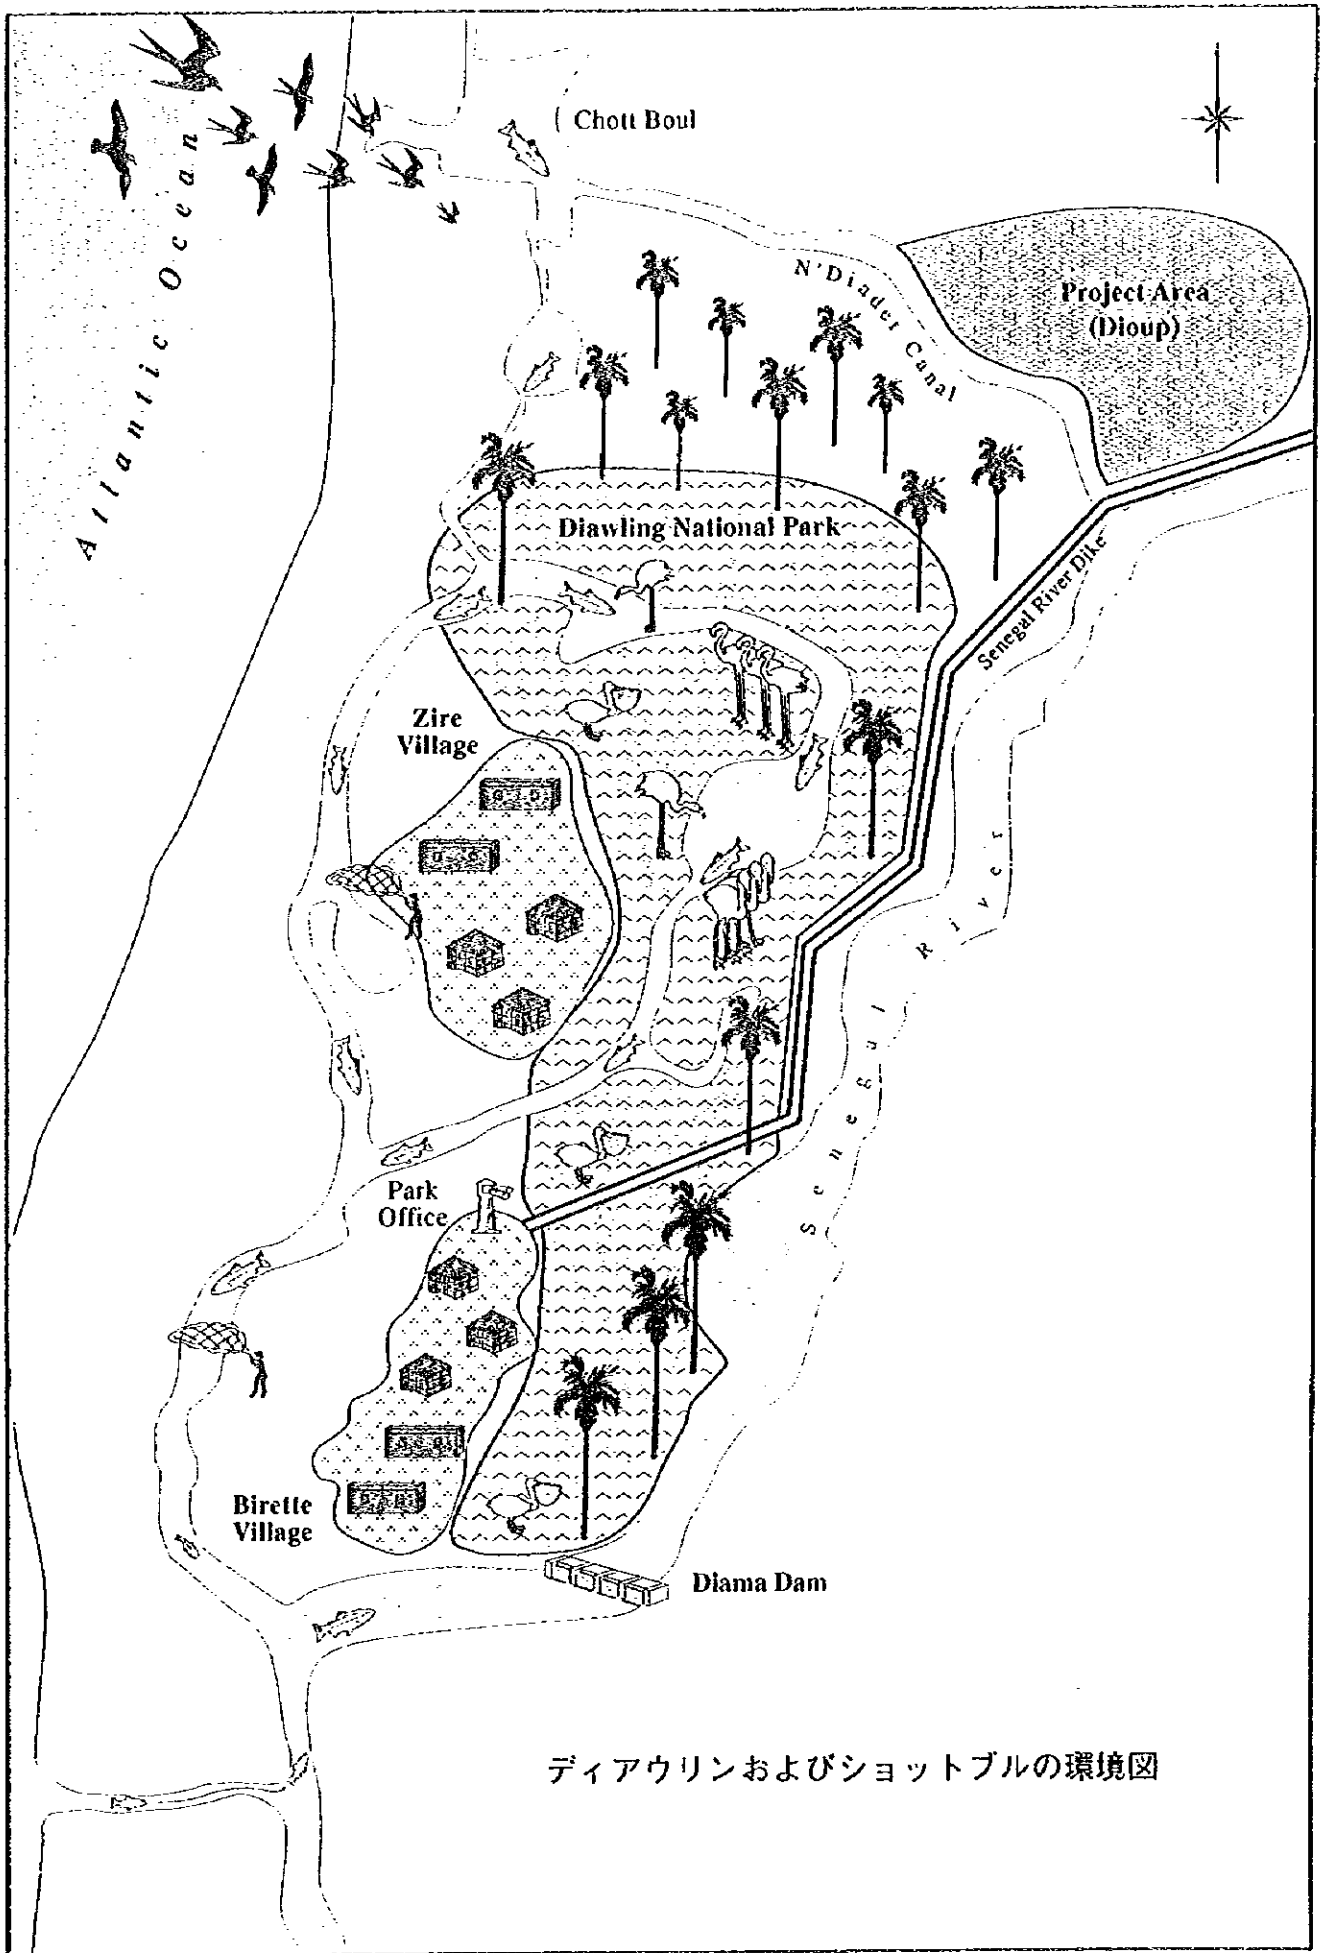 Chott Boul
Atlantic Ocean
N'Diader Canal
Project Area
(Dioup)
Diawling National Park
Senegal River Dike
Zire
Village
Senegal River
Park
Office
Birette
Village
Diama Dam
ディアウリンおよびショットブルの環境図